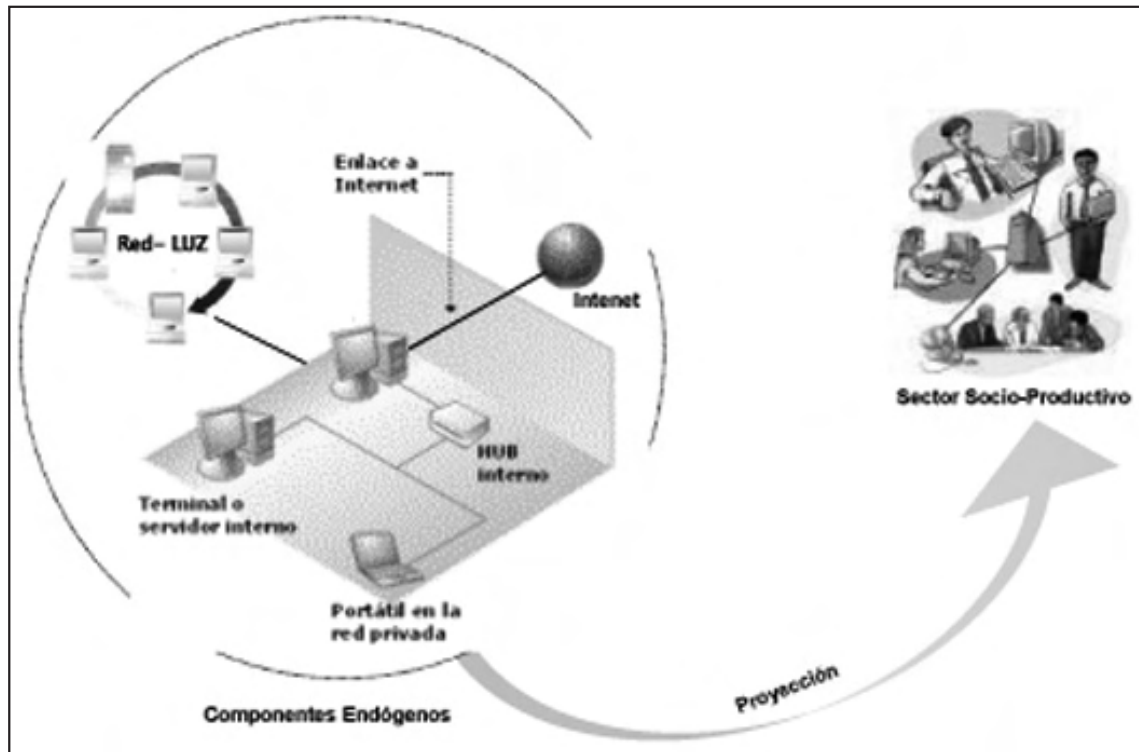 Enlace a
Internet
Red- LUZ
Intenet
Sector Socio-Productivo
HUB
interno
Terminal o
servidor interno
Portátil en la
red privada
Proyección
Componentes Endógenos